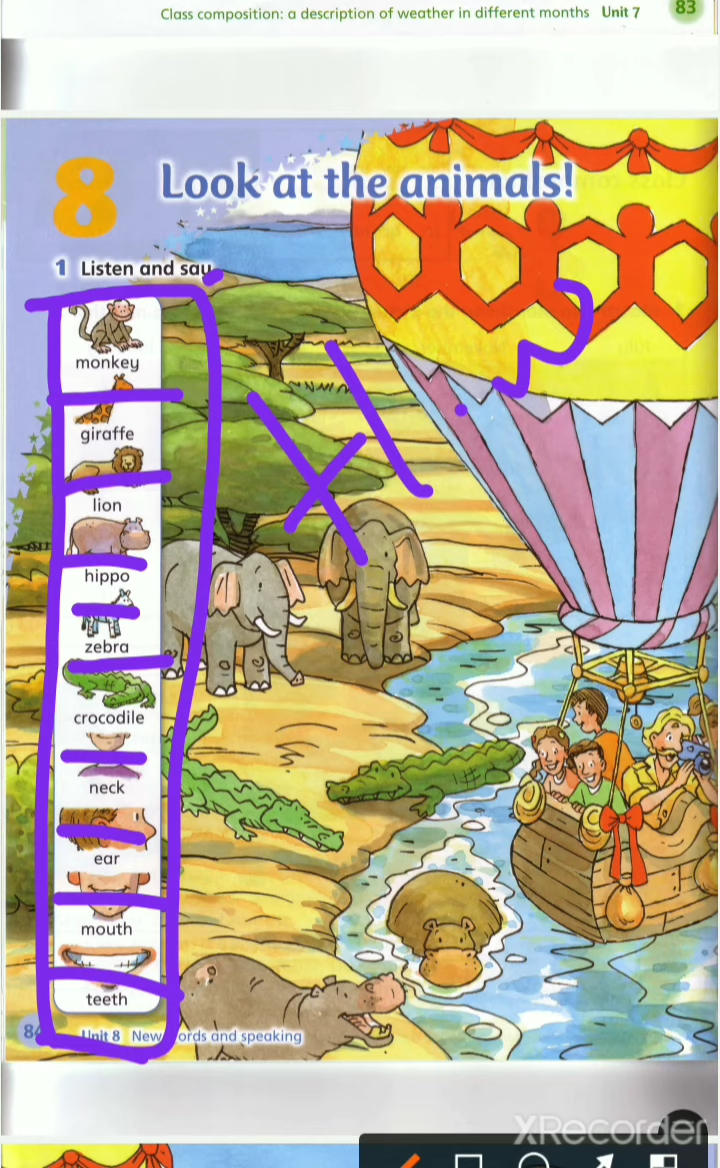 Class composition: a description of weather in different months Unit 7 83
8 Look at the animals!
1 Listen and say
monkey
giraffe
lion
hippo
zebra
crocodile
neck
ear
mouth
teeth
84 Unit 8 New words and speaking
XRecorder